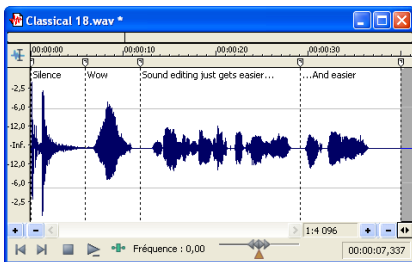 Classical 18.wav *
00:00:00 00:00:10 00:00:20 00:00:30
Silence Wow Sound editing just gets easier... ...And easier
-2,5
-6,0
-12,0
-Inf.
-12,0
-6,0
-2,5
1:4 096
Fréquence : 0,00 00:00:07,337